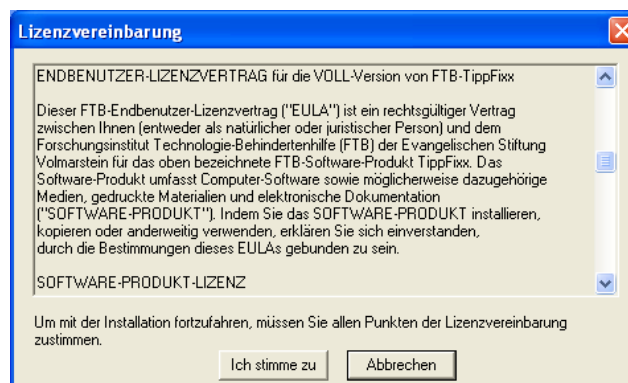 Lizenzvereinbarung
ENDBENUTZER-LIZENZVERTRAG für die VOLL-Version von FTB-TippFixx
Dieser FTB-Endbenutzer-Lizenzvertrag ("EULA") ist ein rechtsgültiger Vertrag
zwischen Ihnen (entweder als natürlicher oder juristischer Person) und dem
Forschungsinstitut Technologie-Behindertenhilfe (FTB) der Evangelischen Stiftung
Volmarstein für das oben bezeichnete FTB-Software-Produkt TippFixx. Das
Software-Produkt umfasst Computer-Software sowie möglicherweise dazugehörige
Medien, gedruckte Materialien und elektronische Dokumentation
("SOFTWARE-PRODUKT"). Indem Sie das SOFTWARE-PRODUKT installieren,
kopieren oder anderweitig verwenden, erklären Sie sich einverstanden,
durch die Bestimmungen dieses EULAs gebunden zu sein.
SOFTWARE-PRODUKT-LIZENZ
Um mit der Installation fortzufahren, müssen Sie allen Punkten der Lizenzvereinbarung
zustimmen.
Ich stimme zu
Abbrechen